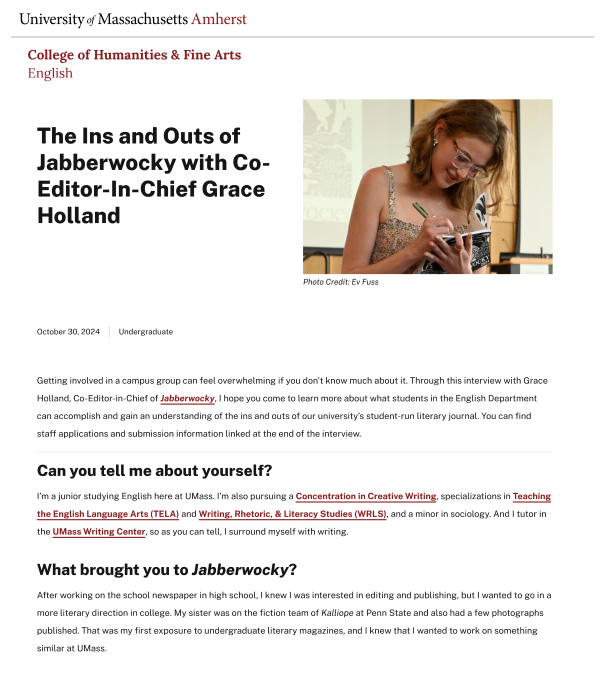 University of Massachusetts Amherst
College of Humanities & Fine Arts
English
The Ins and Outs of
Jabberwocky with Co-
Editor-In-Chief Grace
Holland
Photo Credit: Ev Fuss
October 30, 2024 Undergraduate
Getting involved in a campus group can feel overwhelming if you don't know much about it. Through this interview with Grace
Holland, Co-Editor-in-Chief of Jabberwocky, I hope you come to learn more about what students in the English Department
can accomplish and gain an understanding of the ins and outs of our university's student-run literary journal. You can find
staff applications and submission information linked at the end of the interview.
Can you tell me about yourself?
I'm a junior studying English here at UMass. I'm also pursuing a Concentration in Creative Writing, specializations in Teaching
the English Language Arts (TELA) and Writing, Rhetoric, & Literacy Studies (WRLS), and a minor in sociology. And I tutor in
the UMass Writing Center, so as you can tell, I surround myself with writing.
What brought you to Jabberwocky?
After working on the school newspaper in high school, I knew I was interested in editing and publishing, but I wanted to go in a
more literary direction in college. My sister was on the fiction team of Kalliope at Penn State and also had a few photographs
published. That was my first exposure to undergraduate literary magazines, and I knew that I wanted to work on something
similar at UMass.